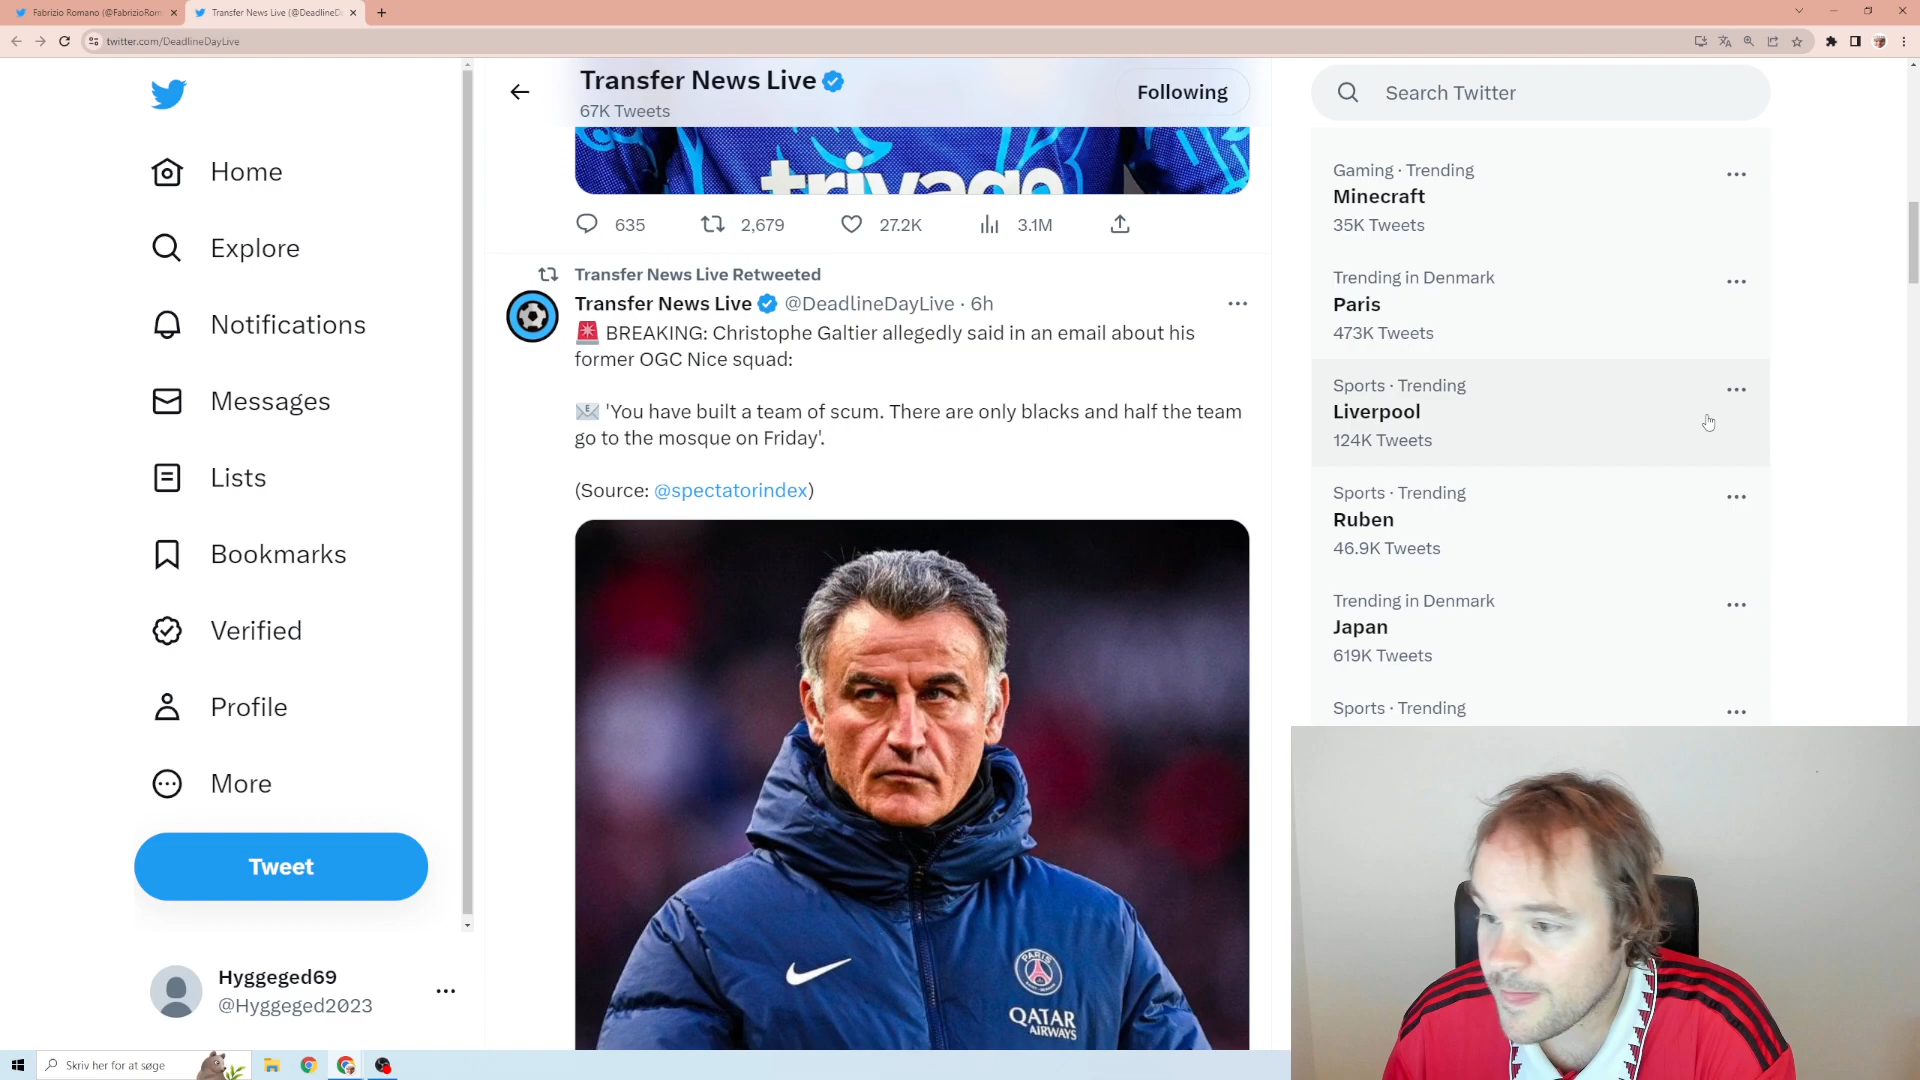 Fabrizio Romano (@FabrizioRom
Transfer News Live (@DeadlineDa
twitter.com/DeadlineDayLive
Home
Explore
Notifications
Messages
Lists
Bookmarks
Verified
Profile
More
Tweet
Hyggeged69
@Hyggeged2023
Transfer News Live
67K Tweets
Following
trivago
635 2,679 27.2K 3.1M
Transfer News Live Retweeted
Transfer News Live @DeadlineDayLive · 6h
🚨 BREAKING: Christophe Galtier allegedly said in an email about his
former OGC Nice squad:
📧 'You have built a team of scum. There are only blacks and half the team
go to the mosque on Friday'.
(Source: @spectatorindex)
PARIS
QATAR
AIRWAYS
Search Twitter
Gaming · Trending
Minecraft
35K Tweets
Trending in Denmark
Paris
473K Tweets
Sports · Trending
Liverpool
124K Tweets
Sports · Trending
Ruben
46.9K Tweets
Trending in Denmark
Japan
619K Tweets
Sports · Trending
Skriv her for at søge